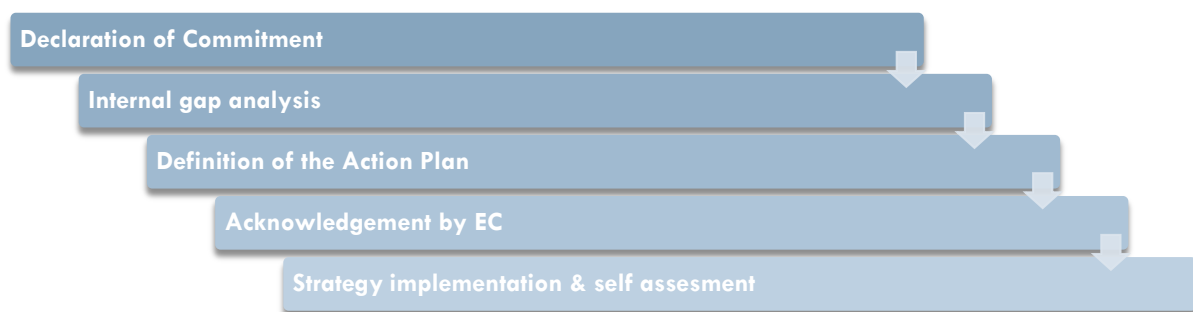 Declaration of Commitment
Internal gap analysis
Definition of the Action Plan
Acknowledgement by EC
Strategy implementation & self assesment